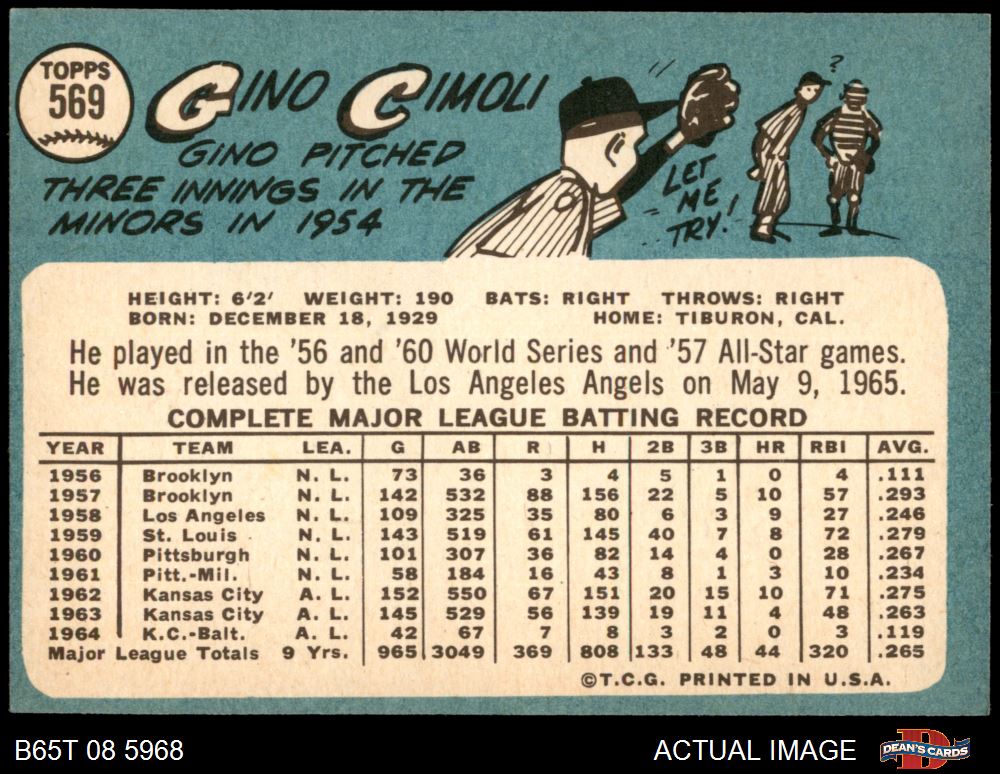 TOPPS
569
GINO CIMOLI
GINO PITCHED
THREE INNINGS IN THE
MINORS IN 1954
LET
ME
TRY!
?
HEIGHT: 6'2' WEIGHT: 190 BATS: RIGHT THROWS: RIGHT
BORN: DECEMBER 18, 1929 HOME: TIBURON, CAL.
He played in the '56 and '60 World Series and '57 All-Star games.
He was released by the Los Angeles Angels on May 9, 1965.
COMPLETE MAJOR LEAGUE BATTING RECORD
YEAR TEAM LEA. G AB R H 2B 3B HR RBI AVG.
1956 Brooklyn N. L. 73 36 3 4 5 1 0 4 .111
1957 Brooklyn N. L. 142 532 88 156 22 5 10 57 .293
1958 Los Angeles N. L. 109 325 35 80 6 3 9 27 .246
1959 St. Louis N. L. 143 519 61 145 40 7 8 72 .279
1960 Pittsburgh N. L. 101 307 36 82 14 4 0 28 .267
1961 Pitt.-Mil. N. L. 58 184 16 43 8 1 3 10 .234
1962 Kansas City A. L. 152 550 67 151 20 15 10 71 .275
1963 Kansas City A. L. 145 529 56 139 19 11 4 48 .263
1964 K.C.-Balt. A. L. 42 67 7 8 3 2 0 3 .119
Major League Totals 9 Yrs. 965 3049 369 808 133 48 44 320 .265
©T.C.G. PRINTED IN U.S.A.
B65T 08 5968 ACTUAL IMAGE
DEAN'S CARDS